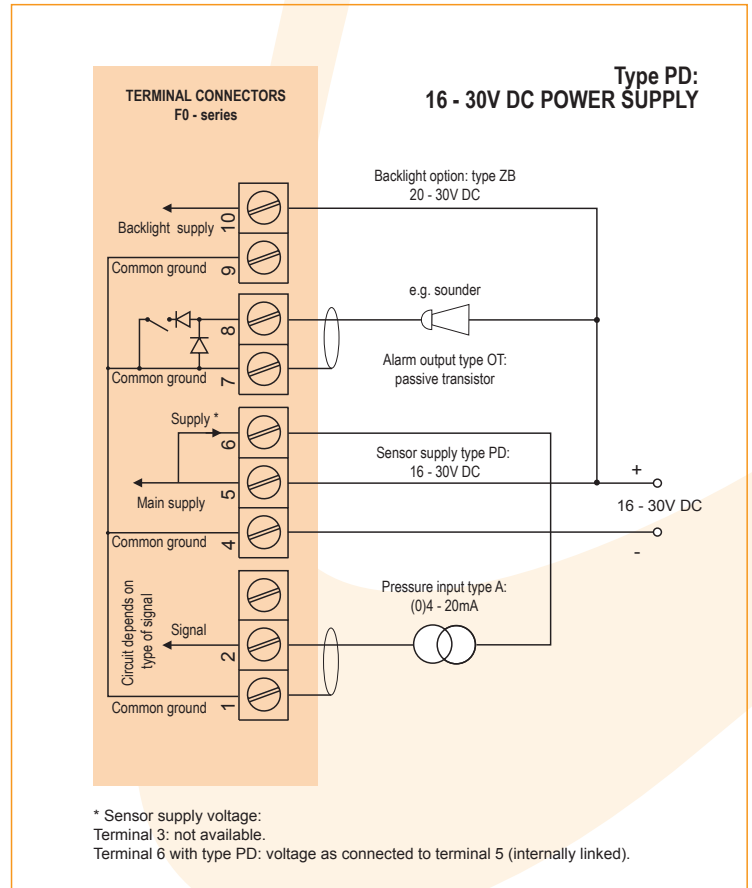 Type PD:
16 - 30V DC POWER SUPPLY
TERMINAL CONNECTORS
F0 - series
Backlight option: type ZB
20 - 30V DC
10
Backlight supply
9
Common ground
e.g. sounder
8
Alarm output type OT:
passive transistor
7
Common ground
Supply *
6
Sensor supply type PD:
16 - 30V DC
5
Main supply
+
16 - 30V DC
-
4
Common ground
Circuit depends on
type of signal
Pressure input type A:
(0)4 - 20mA
Signal
2
1
Common ground
* Sensor supply voltage:
Terminal 3: not available.
Terminal 6 with type PD: voltage as connected to terminal 5 (internally linked).